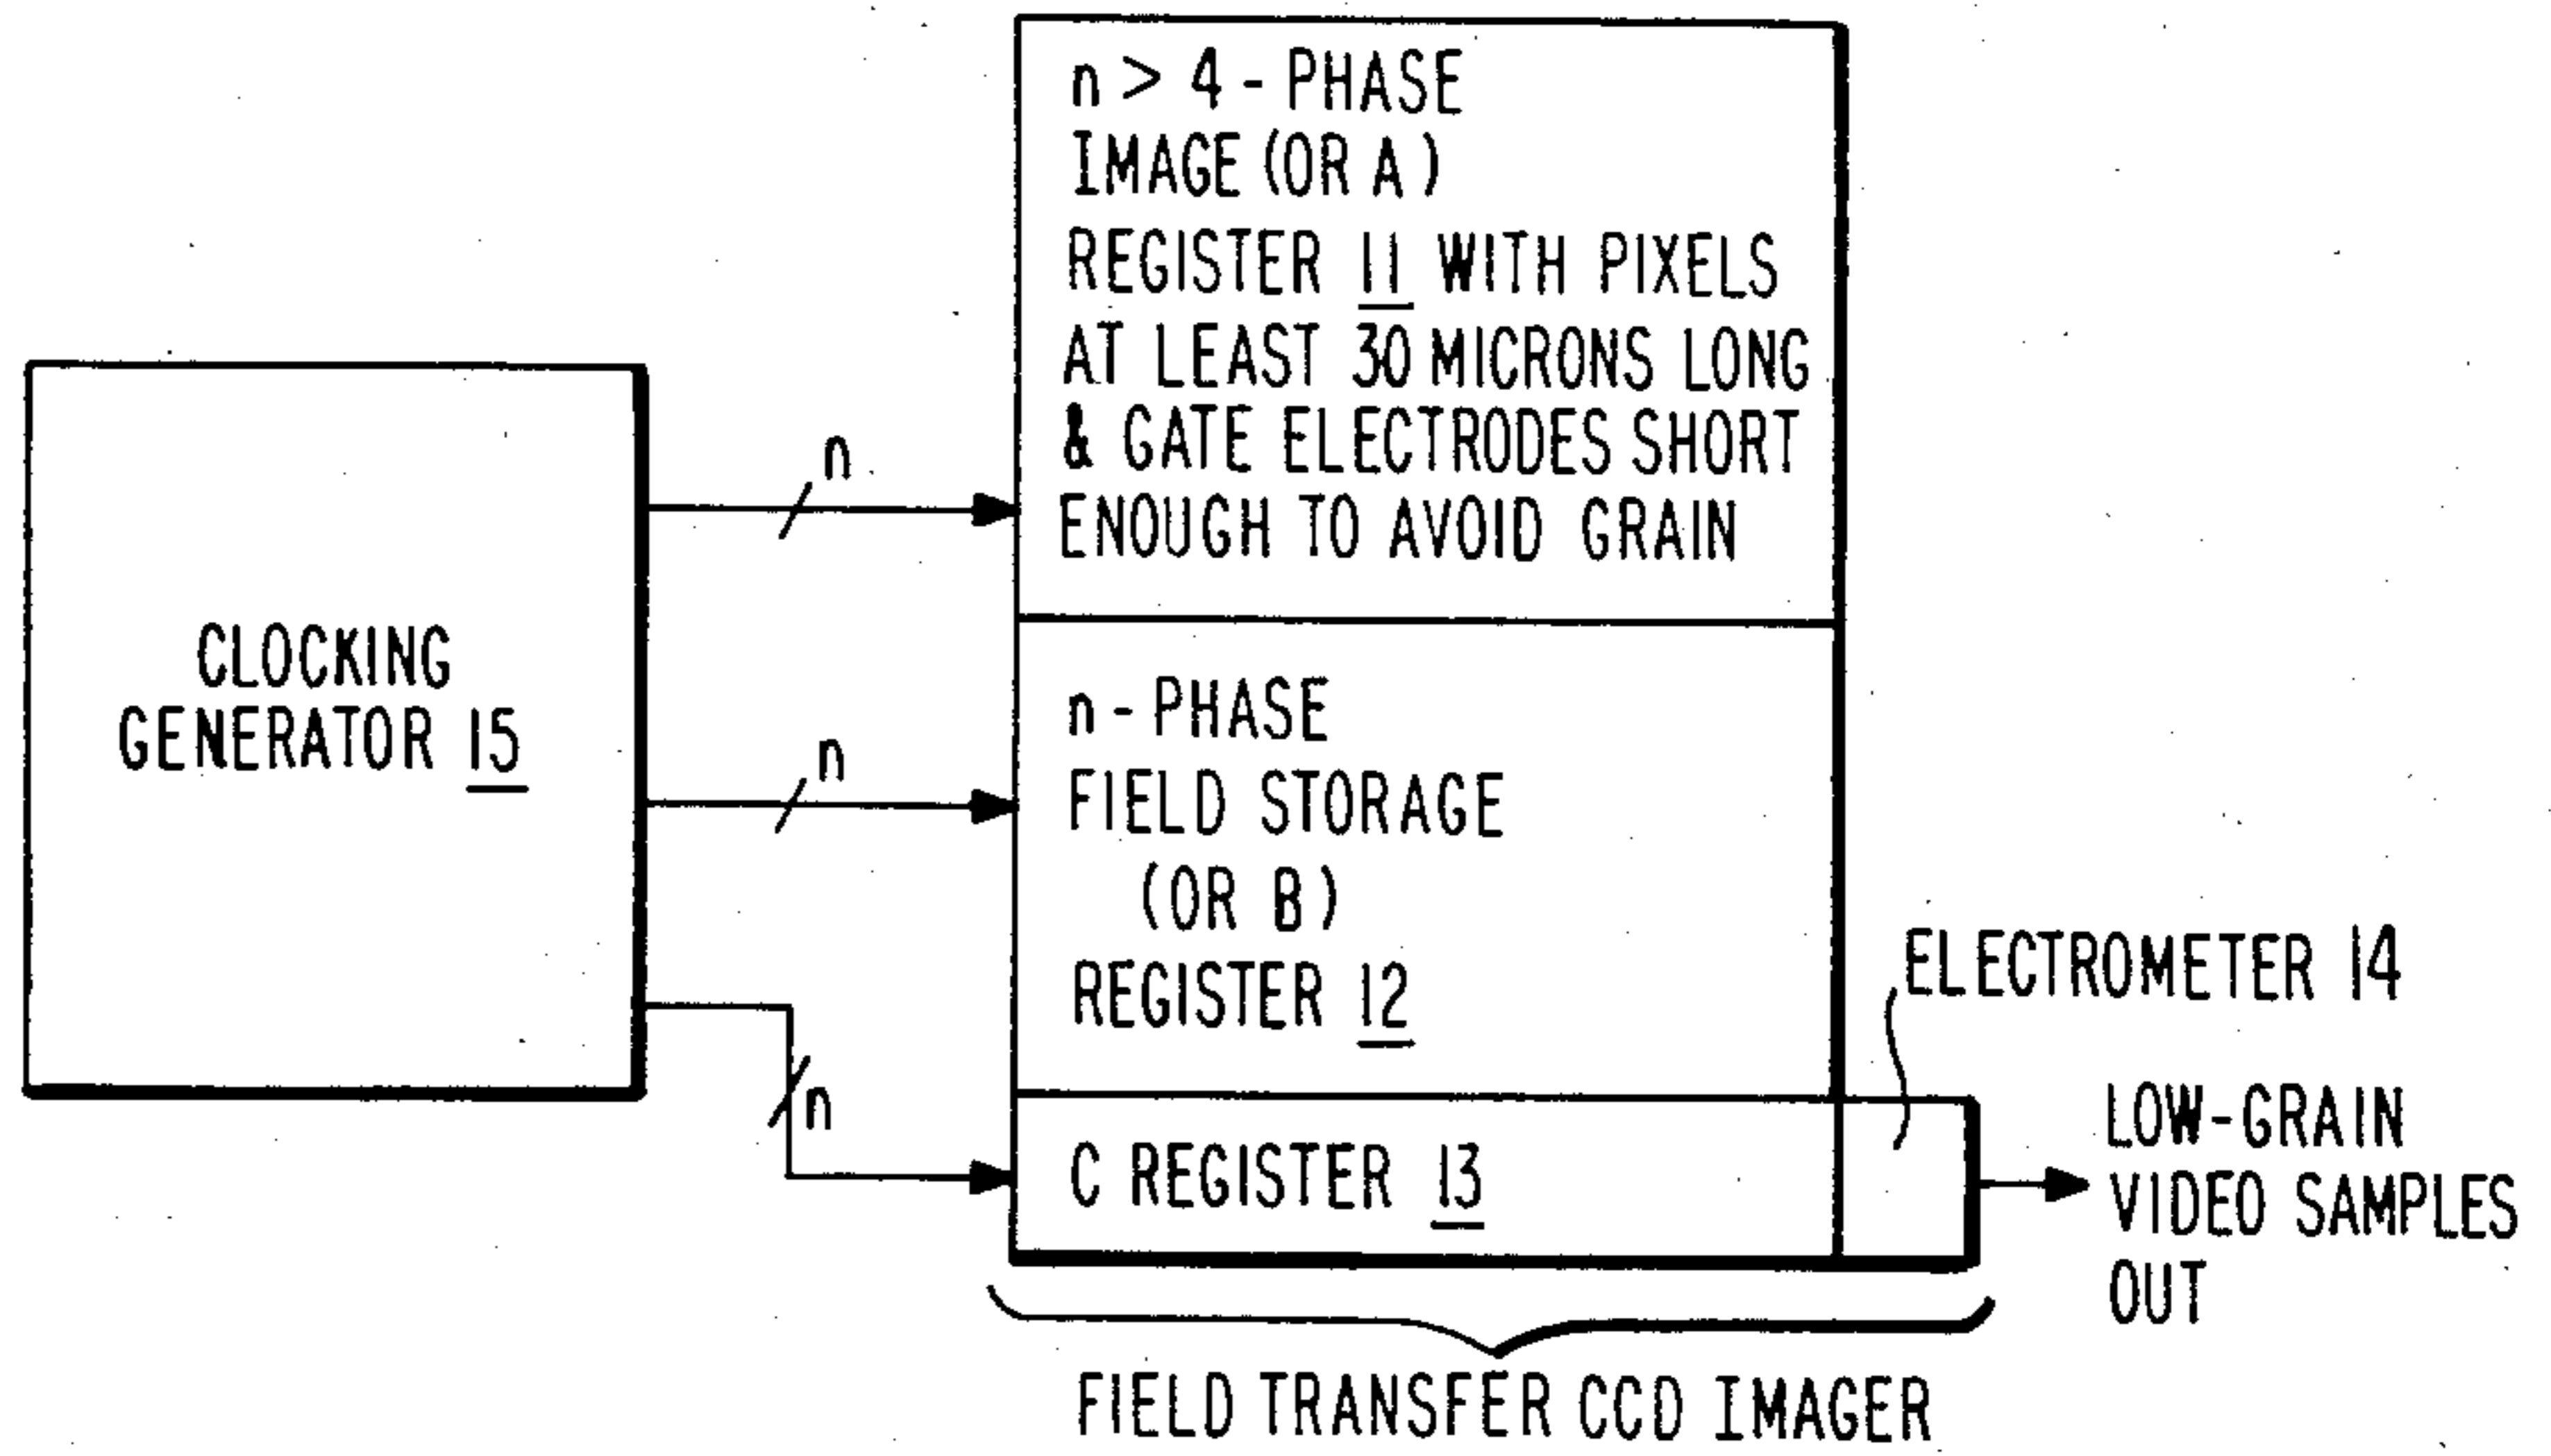 n > 4 - PHASE
IMAGE (OR A)
REGISTER 11 WITH PIXELS
AT LEAST 30 MICRONS LONG
& GATE ELECTRODES SHORT
ENOUGH TO AVOID GRAIN
n
CLOCKING
GENERATOR 15
n
n - PHASE
FIELD STORAGE
(OR B)
REGISTER 12
n
C REGISTER 13
ELECTROMETER 14
LOW-GRAIN
VIDEO SAMPLES
OUT
FIELD TRANSFER CCD IMAGER